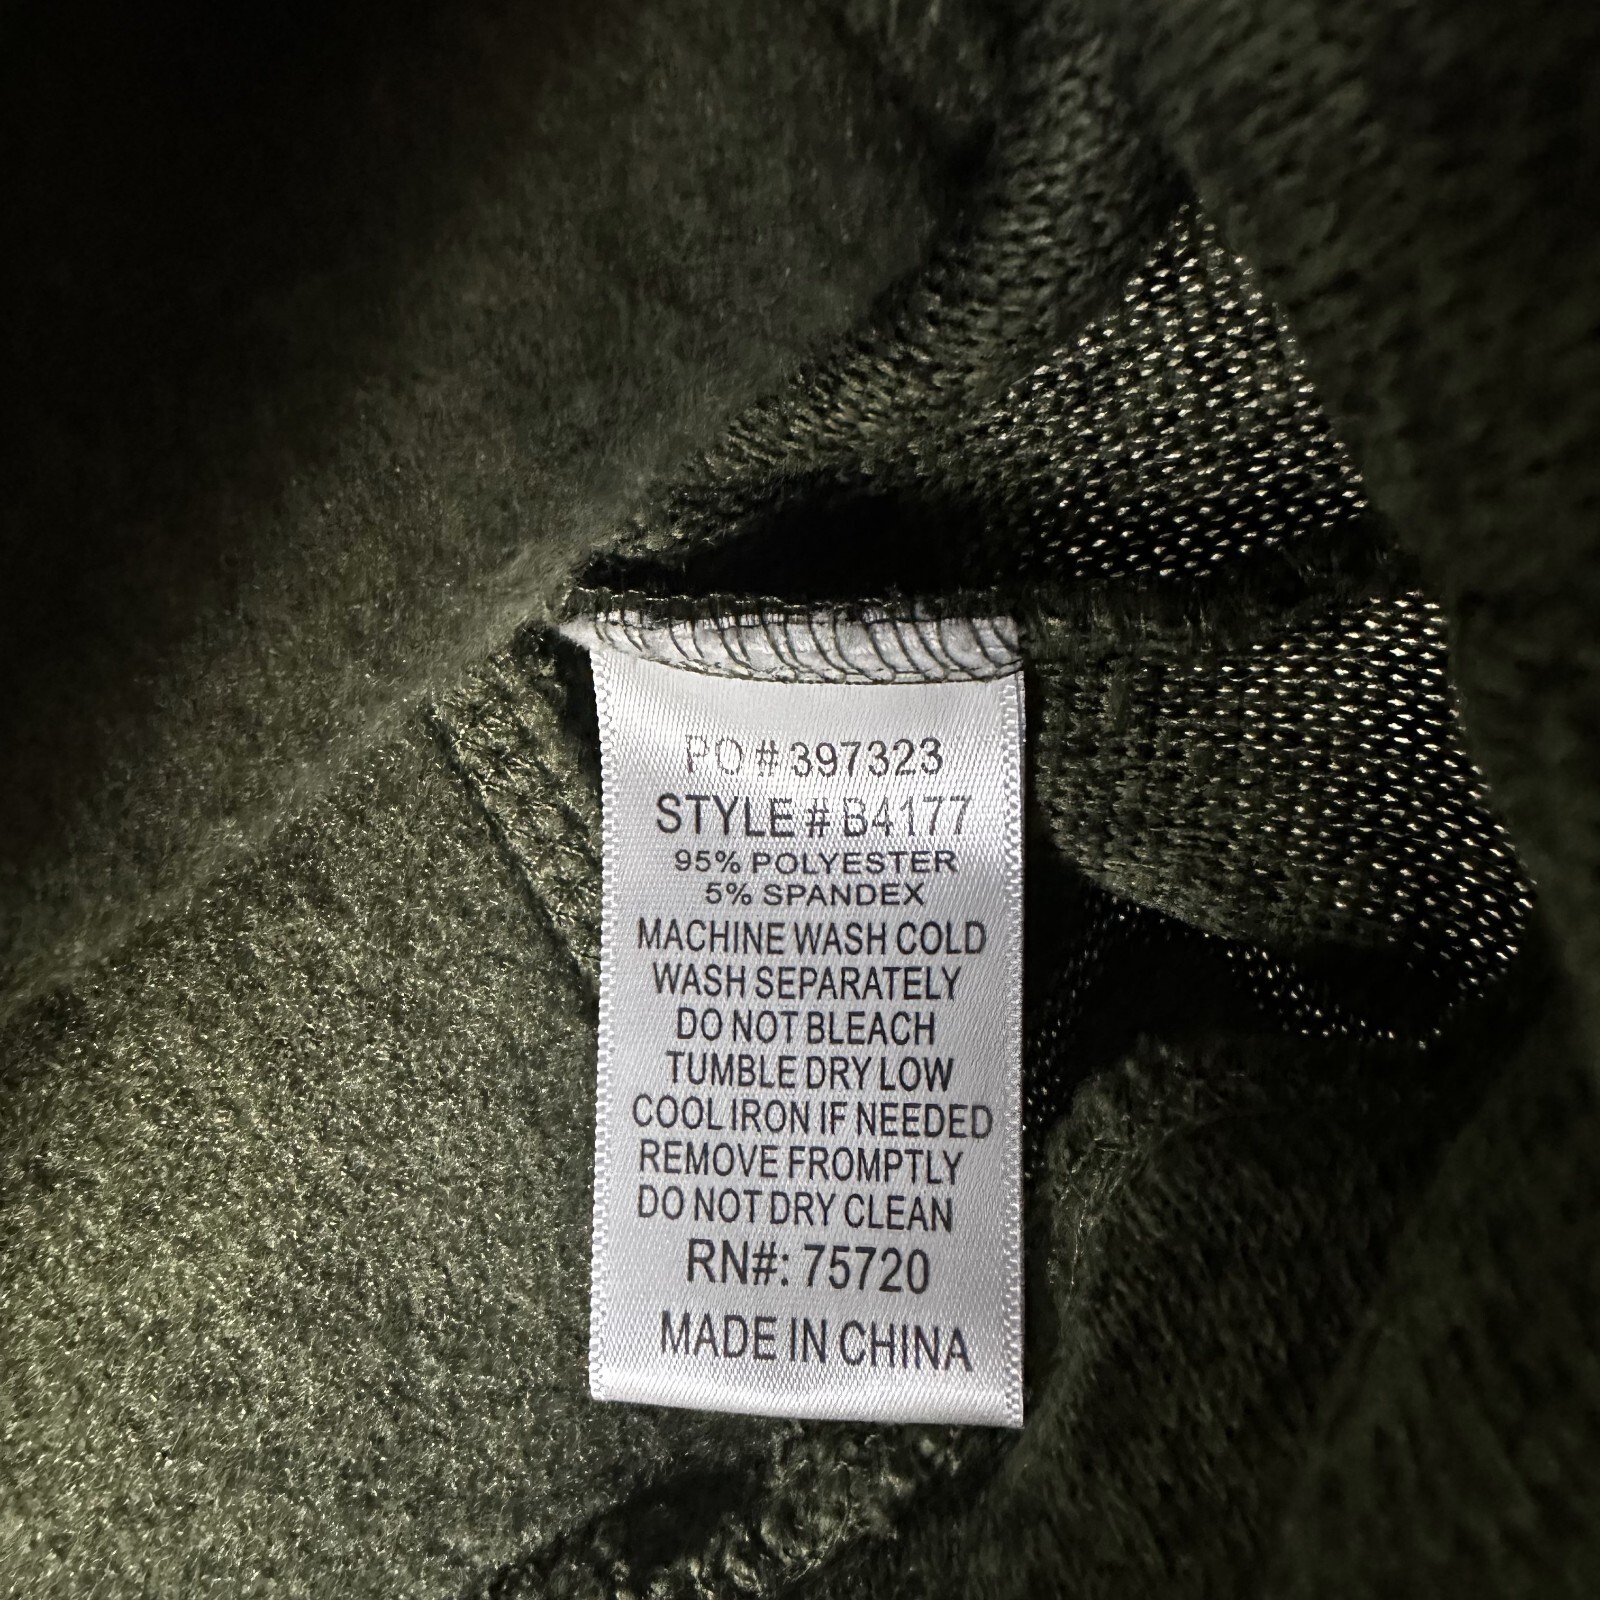 PO # 397323
STYLE# B4177
95% POLYESTER
5% SPANDEX
MACHINE WASH COLD
WASH SEPARATELY
DO NOT BLEACH
TUMBLE DRY LOW
COOL IRON IF NEEDED
REMOVE FROMPTLY
DO NOT DRY CLEAN
RN#: 75720
MADE IN CHINA